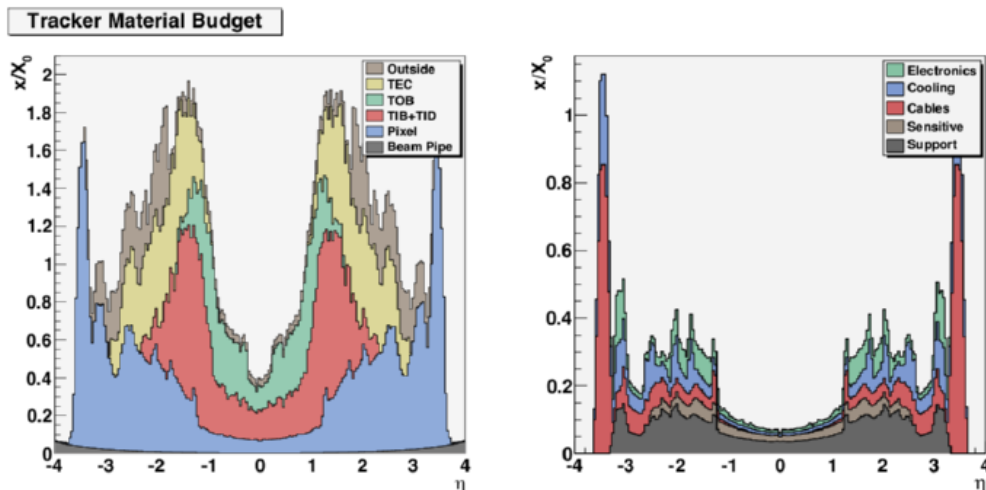 Tracker Material Budget
x/X₀
2
1.8
1.6
1.4
1.2
1
0.8
0.6
0.4
0.2
0
-4 -3 -2 -1 0 1 2 3 4
η
Outside
TEC
TOB
TIB+TID
Pixel
Beam Pipe
x/X₀
1
0.8
0.6
0.4
0.2
0
-4 -3 -2 -1 0 1 2 3 4
η
Electronics
Cooling
Cables
Sensitive
Support